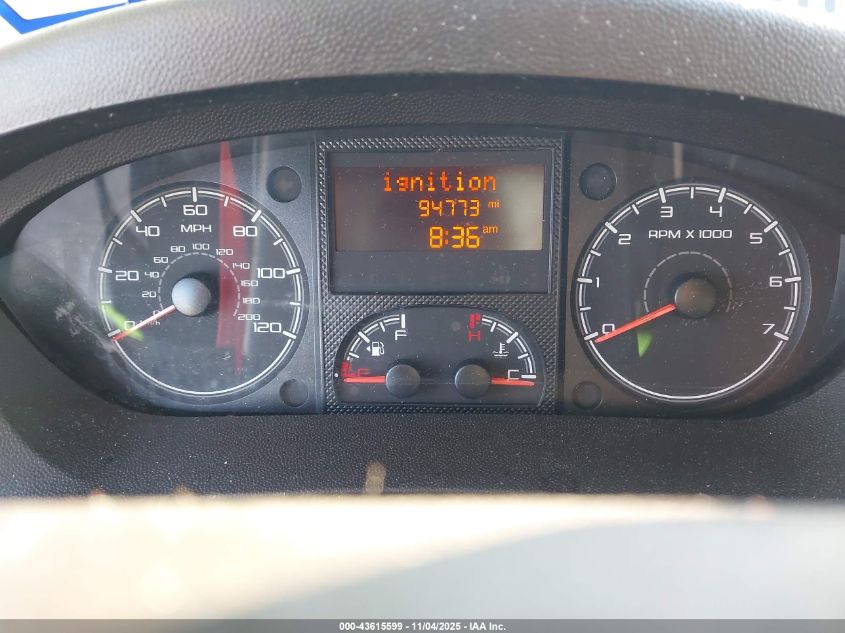 ignition
94773 mi
8:36 am
0 20 40 60 80 100 120
MPH
20 40 60 80 100 120 140 160 180 200
km/h
0 1 2 3 4 5 6 7
RPM X 1000
F
E
H
C
000-43615599 - 11/04/2025 - IAA Inc.